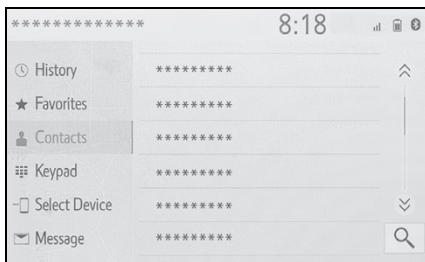 ************* 8:18
History *********
Favorites *********
Contacts *********
Keypad *********
Select Device *********
Message *********